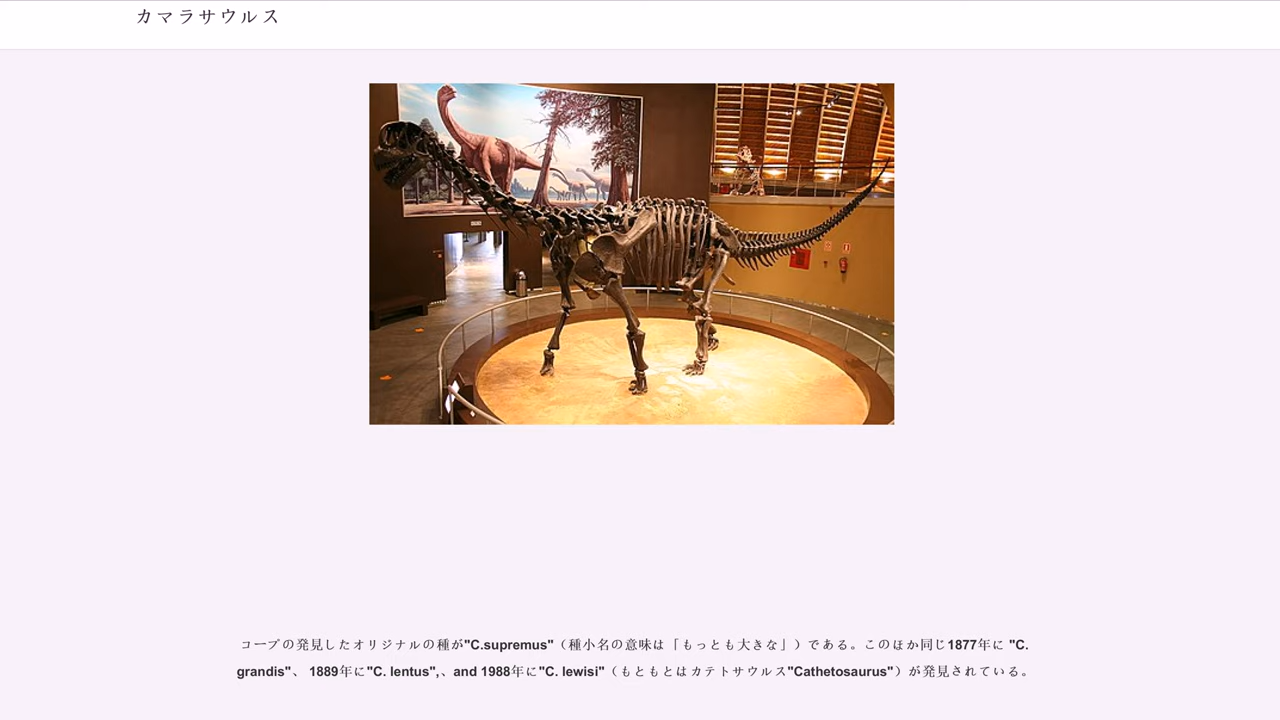 カマラサウルス
コープの発見したオリジナルの種が"C.supremus"（種小名の意味は「もっとも大きな」）である。このほか同じ1877年に "C.
grandis"、 1889年に"C. lentus",、and 1988年に"C. lewisi"（もともとはカテトサウルス"Cathetosaurus"）が発見されている。